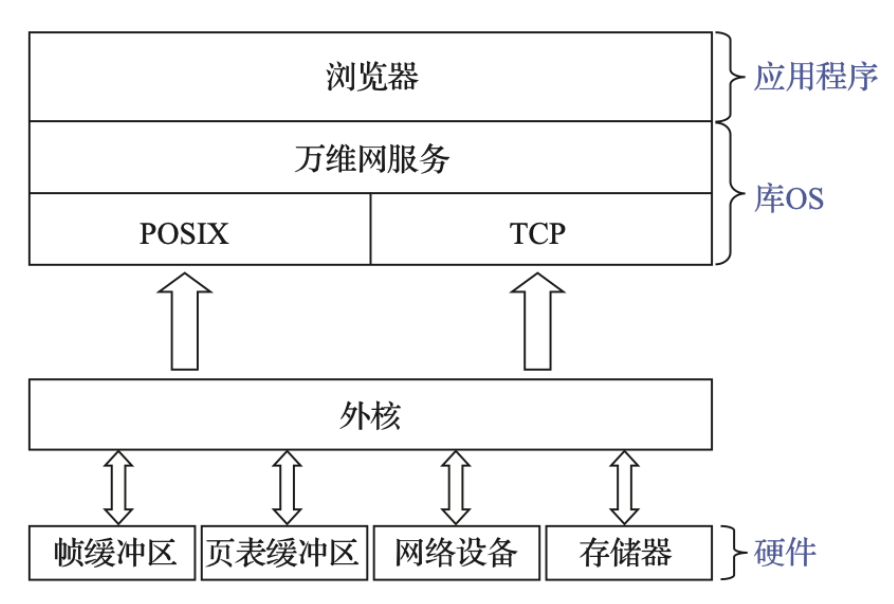 浏览器
应用程序
万维网服务
库OS
POSIX
TCP
外核
帧缓冲区
页表缓冲区
网络设备
存储器
硬件